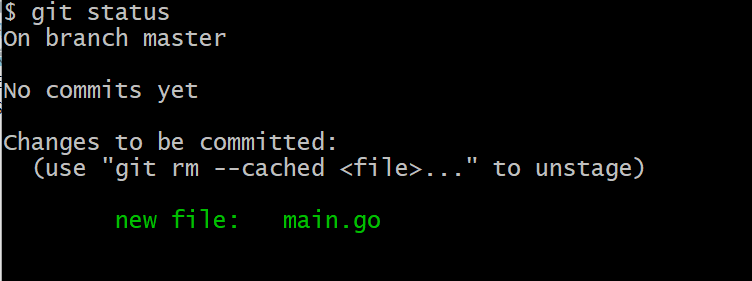 $ git status
On branch master
No commits yet
Changes to be committed:
(use "git rm --cached <file>..." to unstage)
new file: main.go